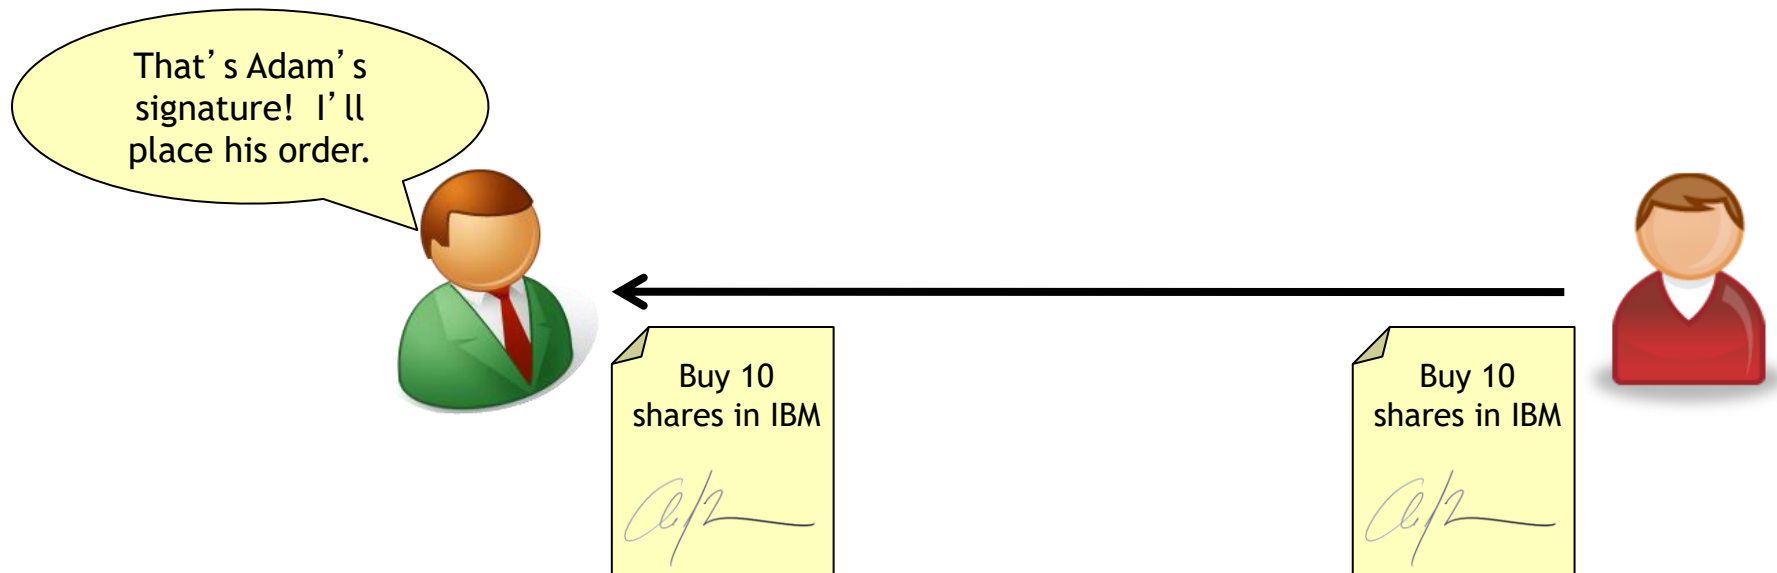 That’s Adam’s
signature! I’ll
place his order.
Buy 10
shares in IBM
Buy 10
shares in IBM